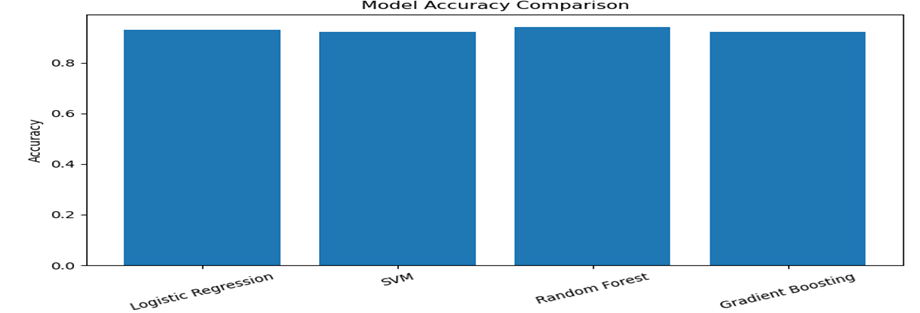 Model Accuracy Comparison
Accuracy
0.8
0.6
0.4
0.2
0.0
Logistic Regression
SVM
Random Forest
Gradient Boosting